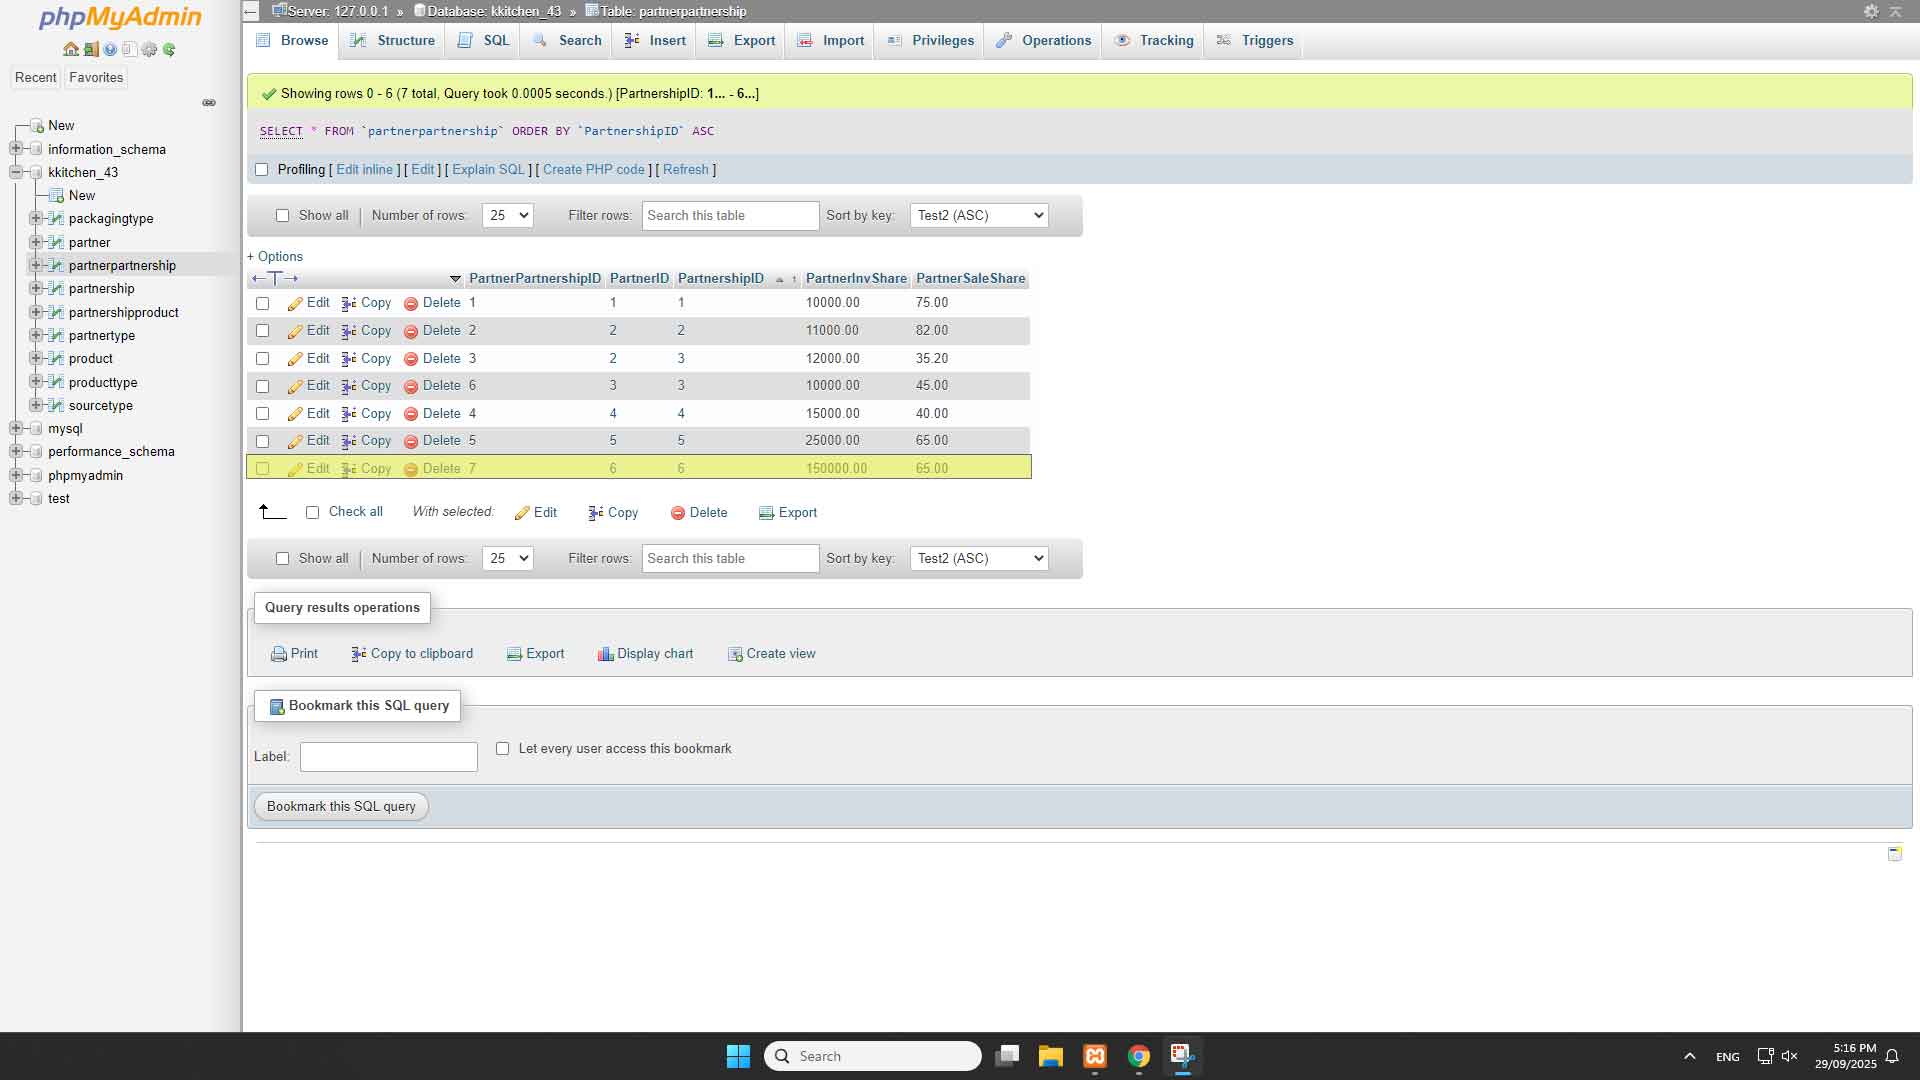 phpMyAdmin
Recent Favorites
New
information_schema
kkitchen_43
New
packagingtype
partner
partnerpartnership
partnership
partnershipproduct
partnertype
product
producttype
sourcetype
mysql
performance_schema
phpmyadmin
test
Server: 127.0.0.1 » Database: kkitchen_43 » Table: partnerpartnership
Browse Structure SQL Search Insert Export Import Privileges Operations Tracking Triggers
Showing rows 0 - 6 (7 total, Query took 0.0005 seconds.) [PartnershipID: 1... - 6...]
SELECT * FROM `partnerpartnership` ORDER BY `PartnershipID` ASC
Profiling [ Edit inline ] [ Edit ] [ Explain SQL ] [ Create PHP code ] [ Refresh ]
Show all Number of rows: 25 Filter rows: Search this table Sort by key: Test2 (ASC)
+ Options
←T→ PartnerPartnershipID PartnerID PartnershipID 1 PartnerInvShare PartnerSaleShare
Edit Copy Delete 1 1 1 10000.00 75.00
Edit Copy Delete 2 2 2 11000.00 82.00
Edit Copy Delete 3 2 3 12000.00 35.20
Edit Copy Delete 6 3 3 10000.00 45.00
Edit Copy Delete 4 4 4 15000.00 40.00
Edit Copy Delete 5 5 5 25000.00 65.00
Edit Copy Delete 7 6 6 150000.00 65.00
Check all With selected: Edit Copy Delete Export
Show all Number of rows: 25 Filter rows: Search this table Sort by key: Test2 (ASC)
Query results operations
Print Copy to clipboard Export Display chart Create view
Bookmark this SQL query
Label: Let every user access this bookmark
Bookmark this SQL query
Search
ENG
5:16 PM
29/09/2025